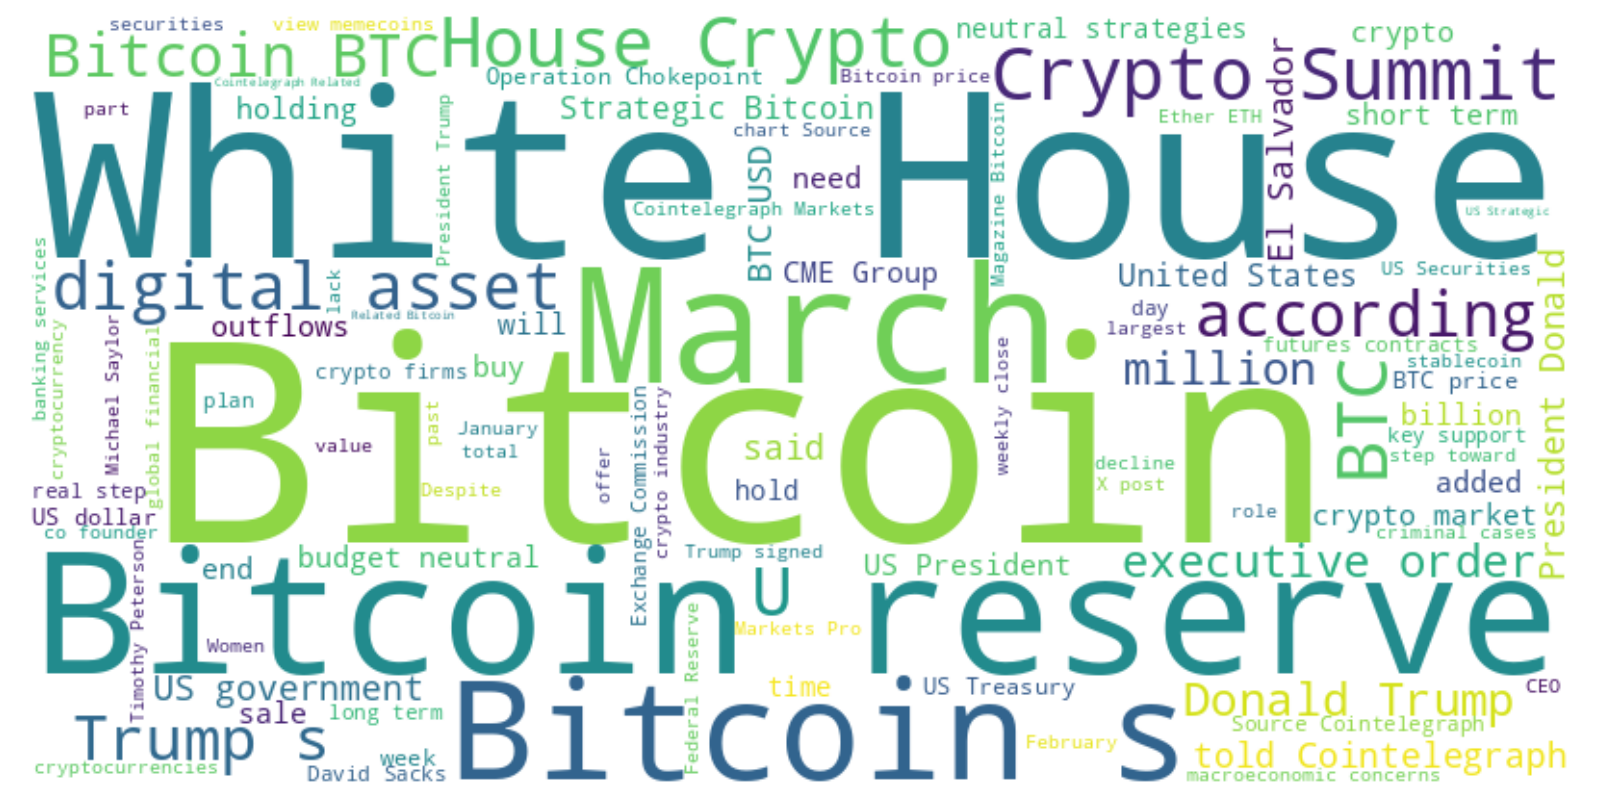 securities
view memecoins
Bitcoin BTC
House Crypto
neutral strategies
crypto
Cointelegraph Related
Operation Chokepoint
Bitcoin price
Crypto Summit
part
holding
Strategic Bitcoin
Ether ETH
short term
White House
President Trump
chart Source
BTC USD
need
Magazine Bitcoin
El Salvador
Cointelegraph Markets
US Strategic
banking services
digital asset
lack
March
CME Group
United States
US Securities
President Donald
Related Bitcoin
outflows
will
day
largest
according
futures contracts
cryptocurrency
Michael Saylor
global financial
Bitcoin
crypto firms
buy
million
stablecoin
BTC price
BTC
plan
past
January
Exchange Commission
crypto industry
weekly close
billion
key support
step toward
value
total
said
offer
decline
X post
real step
Despite
hold
added
US dollar
role
crypto market
co founder
criminal cases
Timothy Peterson
Bitcoin reserve
end
budget neutral
Trump signed
US President
executive order
U
Women
Markets Pro
Federal Reserve
US government
Bitcoin s
time
US Treasury
Donald Trump
CEO
Trump s
sale
long term
Source Cointelegraph
week
February
told Cointelegraph
cryptocurrencies
David Sacks
macroeconomic concerns